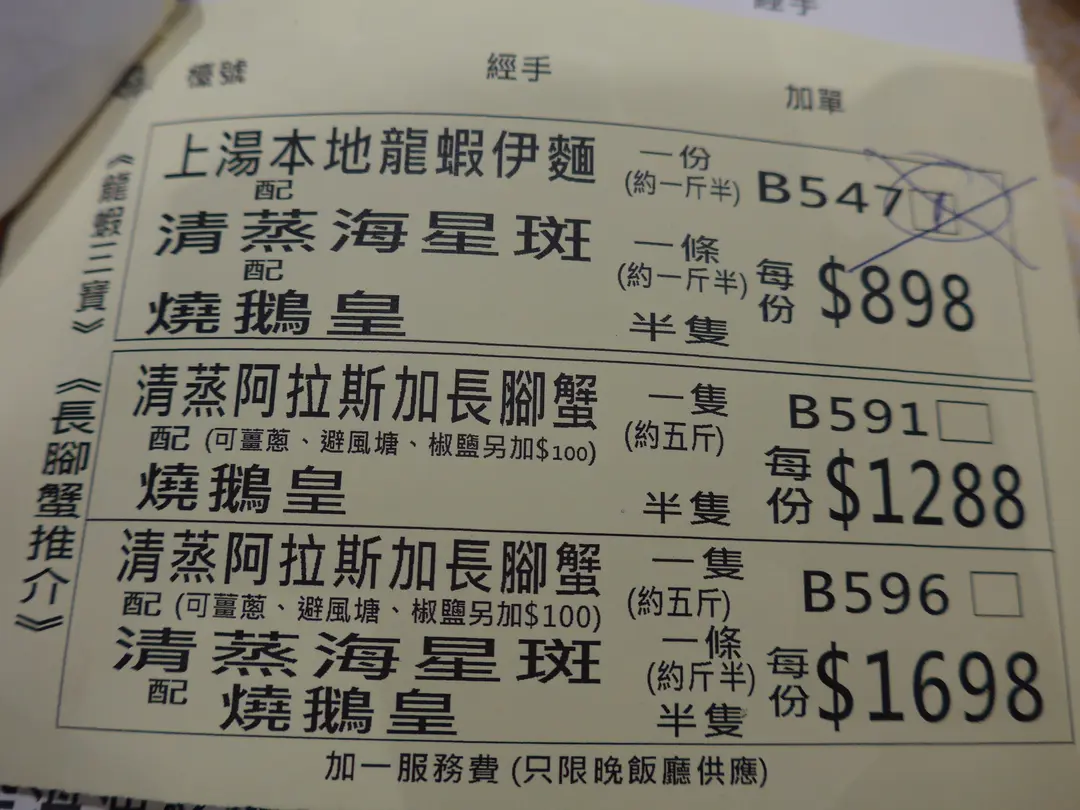 經手
檯號 經手 加單
《龍蝦三寶》
上湯本地龍蝦伊麵 一份 B547
配 (約一斤半)
清蒸海星斑 一條 每份 $898
配 (約一斤半)
燒鵝皇 半隻
《長腳蟹推介》
清蒸阿拉斯加長腳蟹 一隻 B591
配 (可薑蔥、避風塘、椒鹽另加$100) (約五斤)
燒鵝皇 半隻 每份 $1288
清蒸阿拉斯加長腳蟹 一隻 B596
配 (可薑蔥、避風塘、椒鹽另加$100) (約五斤)
清蒸海星斑 一條 每份 $1698
配 (約斤半)
燒鵝皇 半隻
加一服務費 (只限晚飯廳供應)